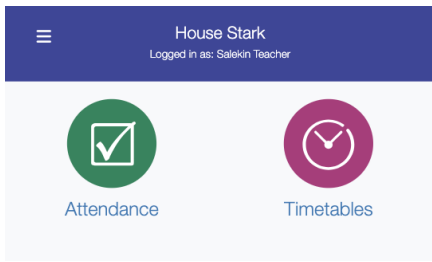 House Stark
Logged in as: Salekin Teacher
Attendance
Timetables